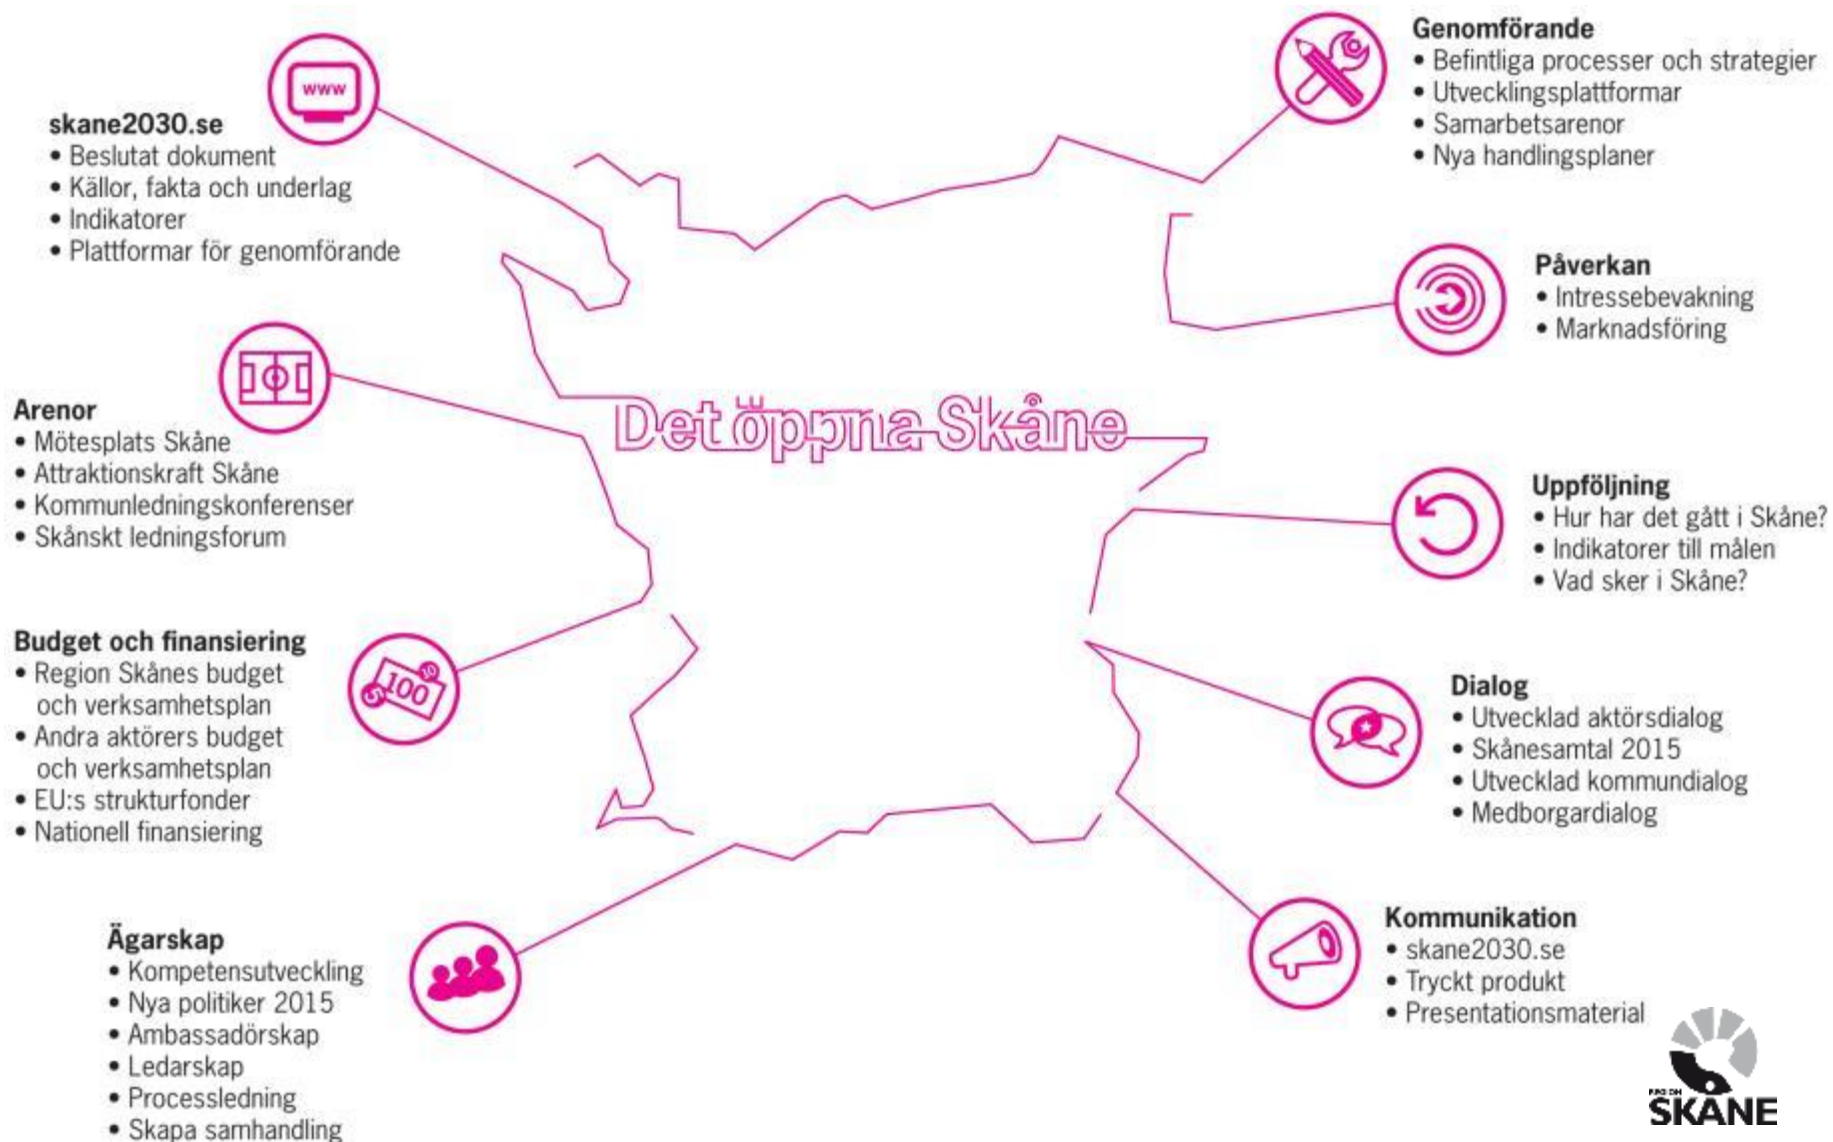 www
skane2030.se
• Beslutat dokument
• Källor, fakta och underlag
• Indikatorer
• Plattformar för genomförande
Arenor
• Mötesplats Skåne
• Attraktionskraft Skåne
• Kommunledningskonferenser
• Skånskt ledningsforum
Budget och finansiering
• Region Skånes budget
och verksamhetsplan
• Andra aktörers budget
och verksamhetsplan
• EU:s strukturfonder
• Nationell finansiering
5 100 10
Ägarskap
• Kompetensutveckling
• Nya politiker 2015
• Ambassadörskap
• Ledarskap
• Processledning
• Skapa samhandling
Det öppna Skåne
Genomförande
• Befintliga processer och strategier
• Utvecklingsplattformar
• Samarbetsarenor
• Nya handlingsplaner
Påverkan
• Intressebevakning
• Marknadsföring
Uppföljning
• Hur har det gått i Skåne?
• Indikatorer till målen
• Vad sker i Skåne?
Dialog
• Utvecklad aktörsdialog
• Skånesamtal 2015
• Utvecklad kommundialog
• Medborgardialog
Kommunikation
• skane2030.se
• Tryckt produkt
• Presentationsmaterial
REGION
SKÅNE